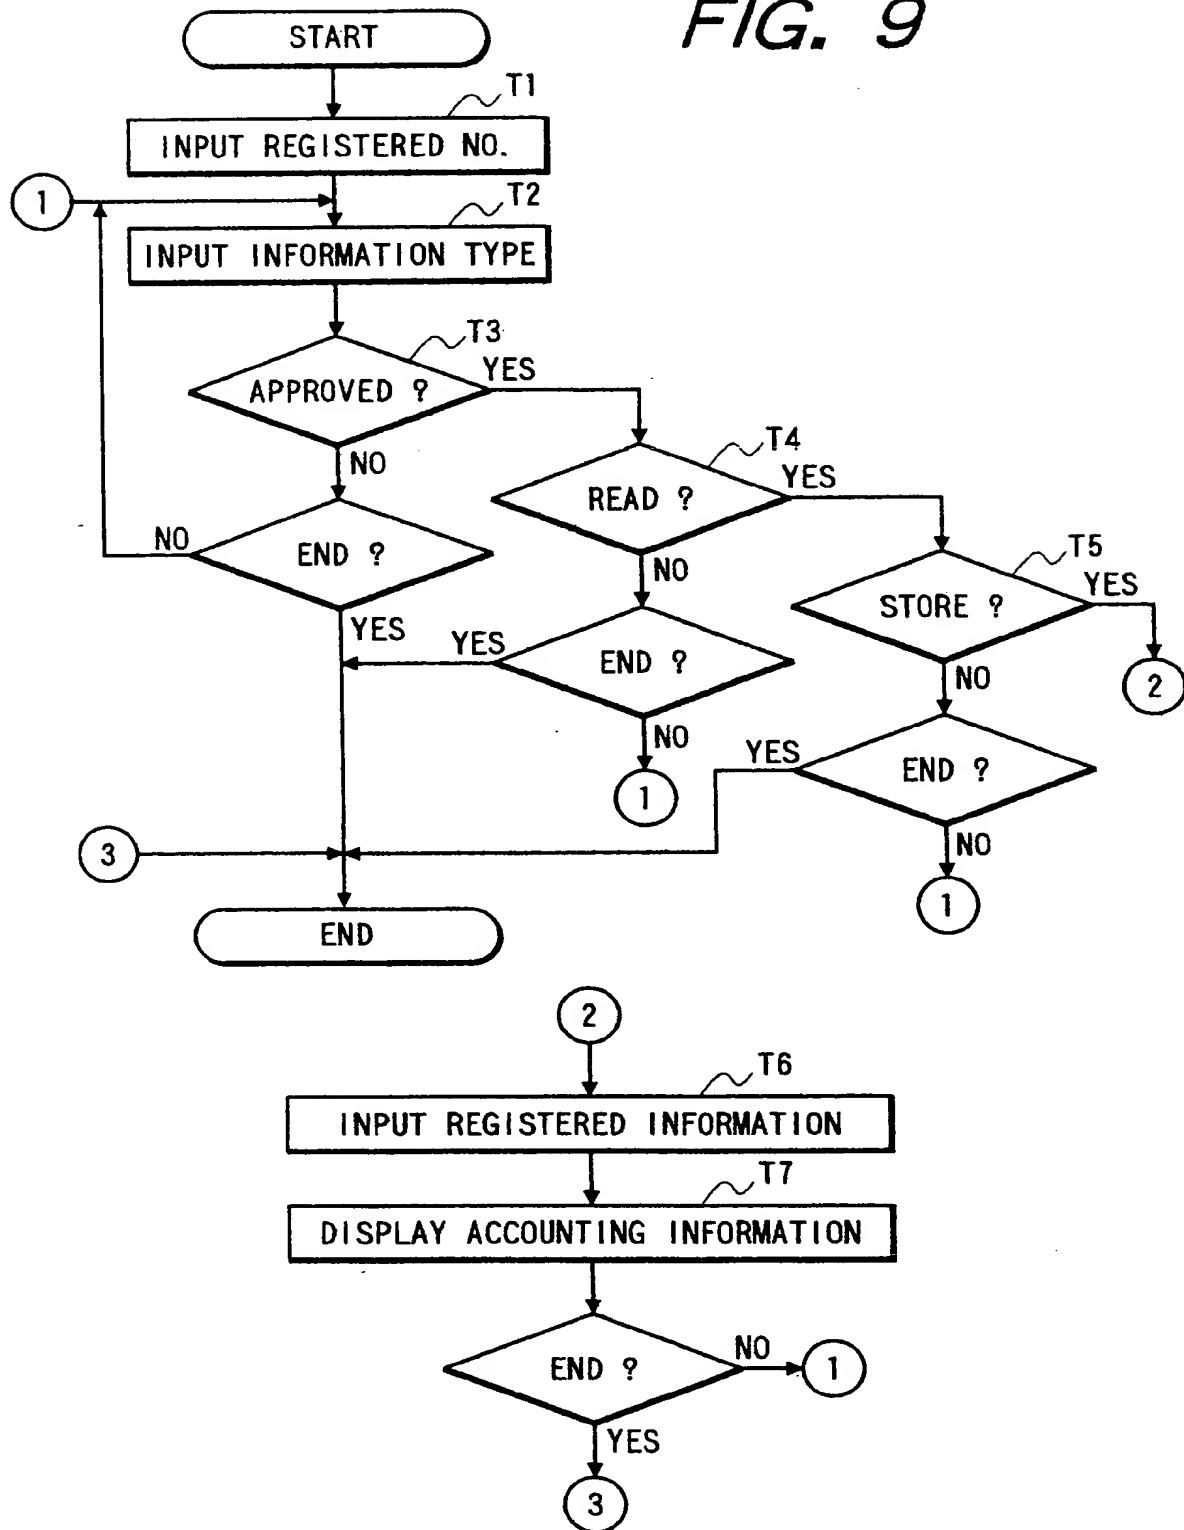 FIG. 9
START
T1
INPUT REGISTERED NO.
1
T2
INPUT INFORMATION TYPE
T3
APPROVED ?
YES
NO
T4
READ ?
YES
NO
END ?
NO
YES
T5
STORE ?
YES
2
NO
END ?
YES
NO
1
END ?
YES
NO
1
3
END
2
T6
INPUT REGISTERED INFORMATION
T7
DISPLAY ACCOUNTING INFORMATION
END ?
NO
1
YES
3